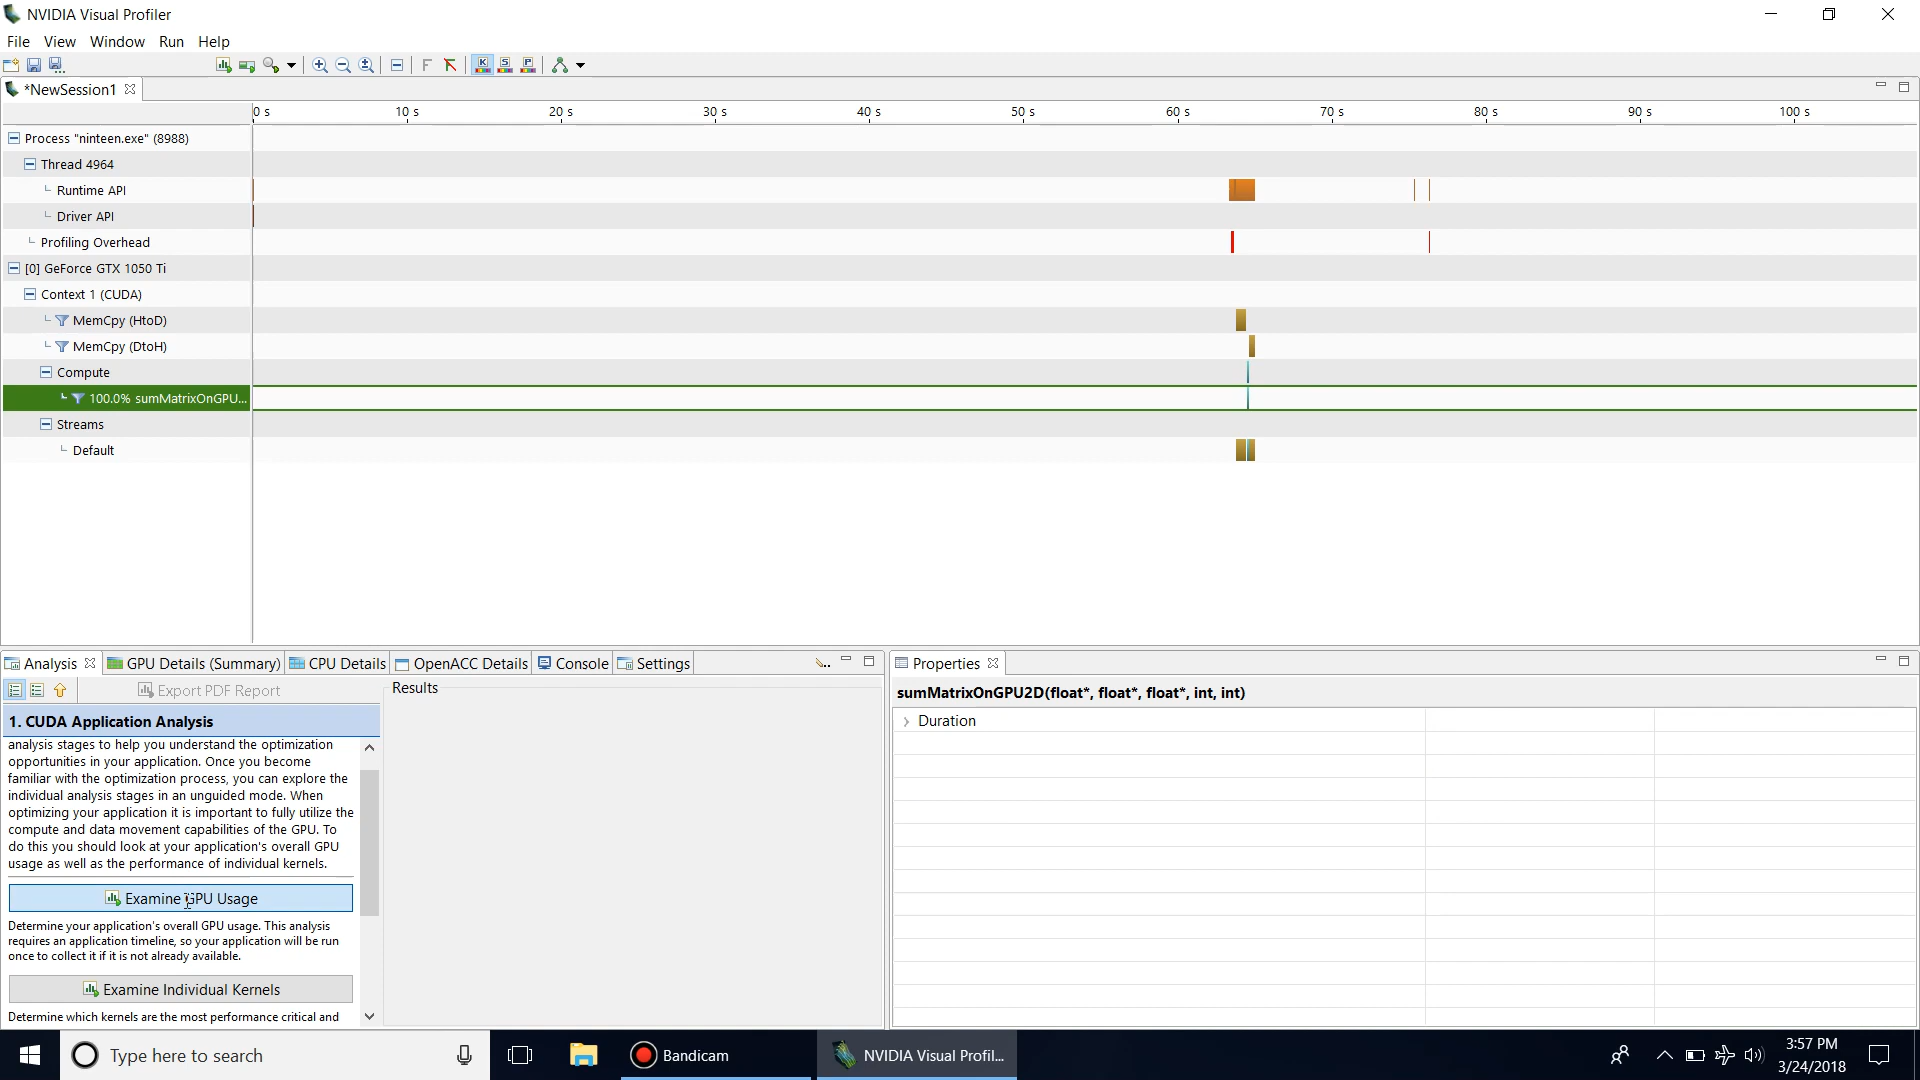 NVIDIA Visual Profiler
File View Window Run Help
*NewSession1
0 s 10 s 20 s 30 s 40 s 50 s 60 s 70 s 80 s 90 s 100 s
Process "ninteen.exe" (8988)
Thread 4964
Runtime API
Driver API
Profiling Overhead
[0] GeForce GTX 1050 Ti
Context 1 (CUDA)
MemCpy (HtoD)
MemCpy (DtoH)
Compute
100.0% sumMatrixOnGPU...
Streams
Default
Analysis GPU Details (Summary) CPU Details OpenACC Details Console Settings
Export PDF Report
1. CUDA Application Analysis
analysis stages to help you understand the optimization
opportunities in your application. Once you become
familiar with the optimization process, you can explore the
individual analysis stages in an unguided mode. When
optimizing your application it is important to fully utilize the
compute and data movement capabilities of the GPU. To
do this you should look at your application's overall GPU
usage as well as the performance of individual kernels.
Examine GPU Usage
Determine your application's overall GPU usage. This analysis
requires an application timeline, so your application will be run
once to collect it if it is not already available.
Examine Individual Kernels
Determine which kernels are the most performance critical and
Results
Properties
sumMatrixOnGPU2D(float*, float*, float*, int, int)
Duration
Type here to search
Bandicam
NVIDIA Visual Profil...
3:57 PM
3/24/2018